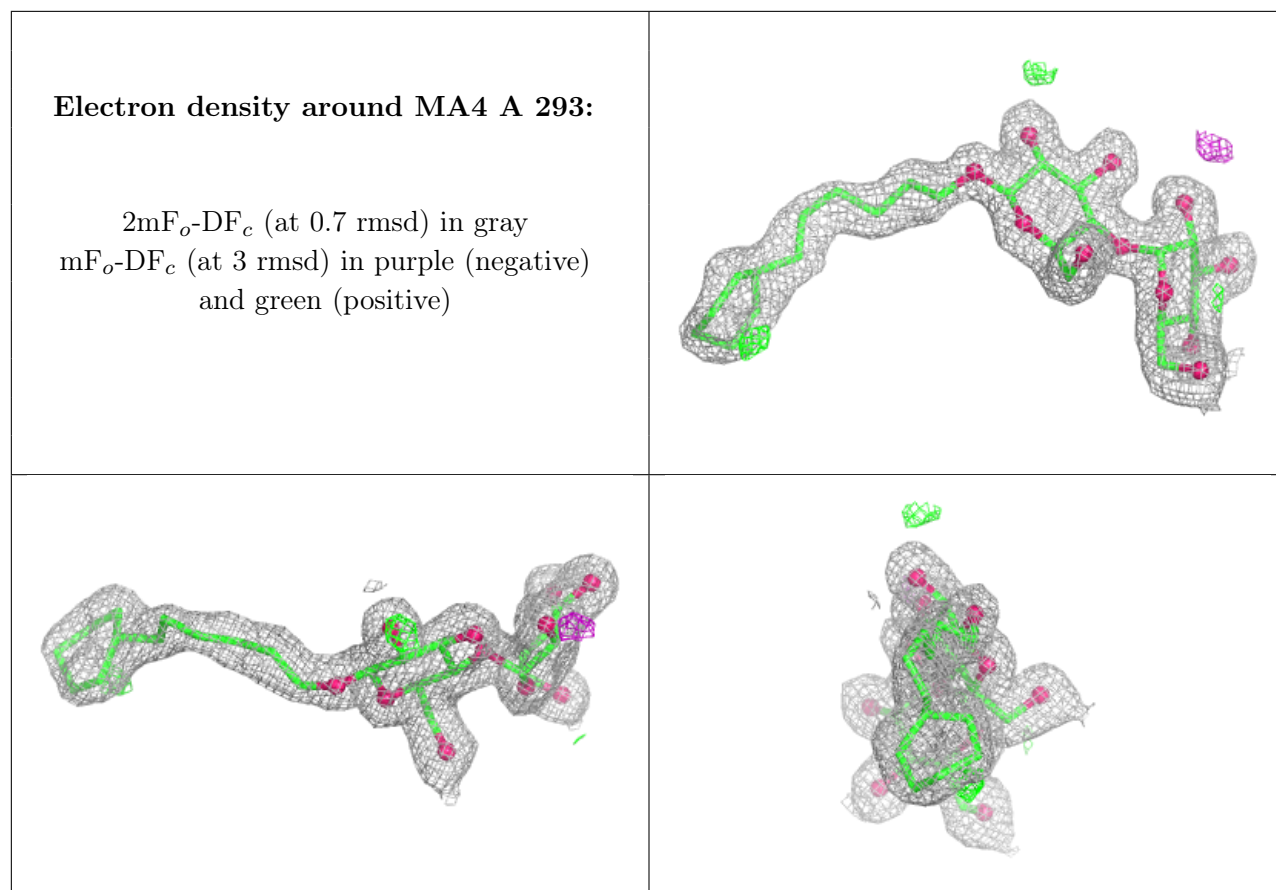 Electron density around MA4 A 293:
2mFo-DFc (at 0.7 rmsd) in gray
mFo-DFc (at 3 rmsd) in purple (negative)
and green (positive)